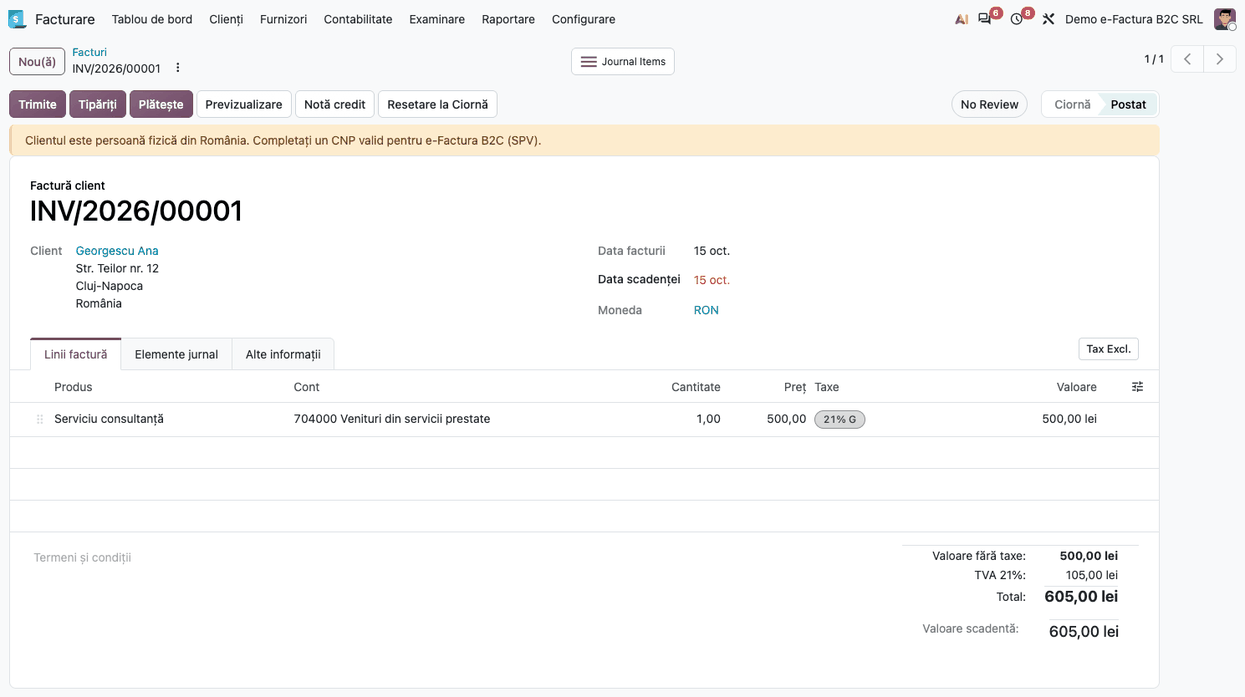 Facturare Tablou de bord Clienți Furnizori Contabilitate Examinare Raportare Configurare 6 8 Demo e-Factura B2C SRL
Nou(ă)
Facturi
INV/2026/00001
Journal Items
1 / 1
Trimite Tipăriți Plătește Previzualizare Notă credit Resetare la Ciornă No Review Ciornă Postat
Clientul este persoană fizică din România. Completați un CNP valid pentru e-Factura B2C (SPV).
Factură client
INV/2026/00001
Client Georgescu Ana
Str. Teilor nr. 12
Cluj-Napoca
România
Data facturii 15 oct.
Data scadenței 15 oct.
Moneda RON
Linii factură Elemente jurnal Alte informații Tax Excl.
Produs Cont Cantitate Preț Taxe Valoare
Serviciu consultanță 704000 Venituri din servicii prestate 1,00 500,00 21% G 500,00 lei
Termeni și condiții
Valoare fără taxe: 500,00 lei
TVA 21%: 105,00 lei
Total: 605,00 lei
Valoare scadentă: 605,00 lei